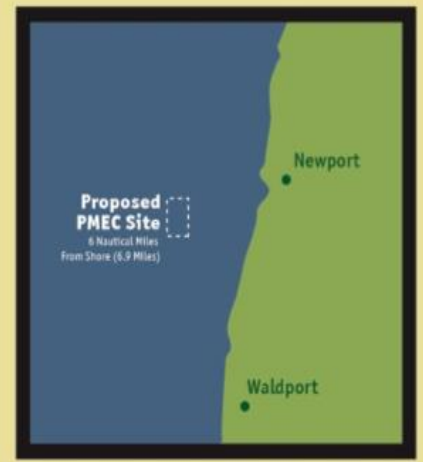 Newport
Proposed
PMEC Site
6 Nautical Miles
From Shore (6.9 Miles)
Waldport